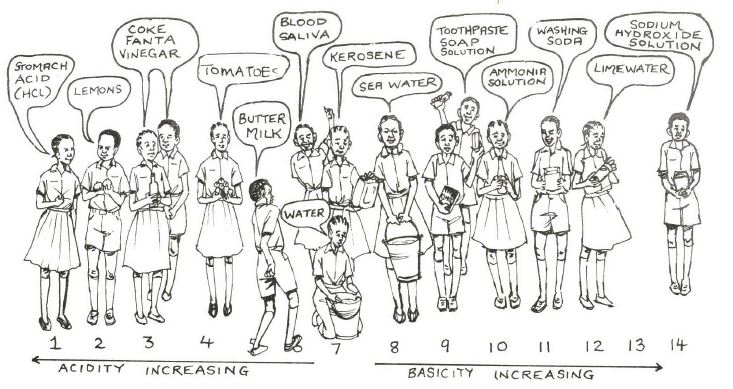 STOMACH
ACID
(HCL)
LEMONS
COKE
FANTA
VINEGAR
TOMATOES
BUTTER
MILK
BLOOD
SALIVA
WATER
KEROSENE
SEA WATER
TOOTHPASTE
SOAP
SOLUTION
AMMONIA
SOLUTION
WASHING
SODA
LIMEWATER
SODIUM
HYDROXIDE
SOLUTION
1 2 3 4 5 6 7 8 9 10 11 12 13 14
ACIDITY INCREASING
BASICITY INCREASING